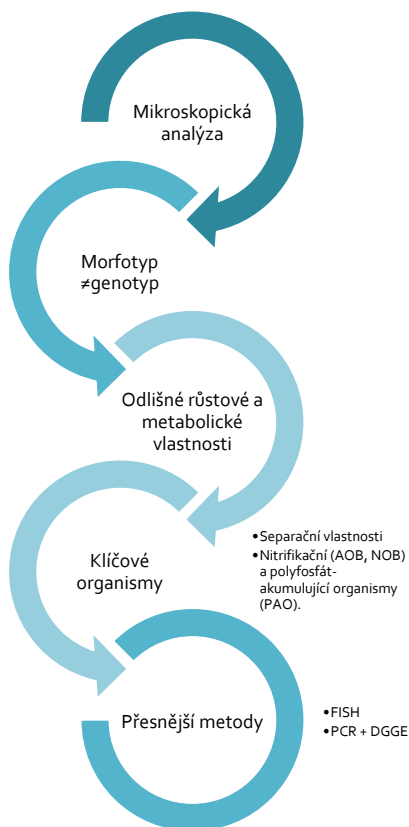 Mikroskopická
analýza
Morfotyp
≠genotyp
Odlišné růstové a
metabolické
vlastnosti
Klíčové
organismy
•Separační vlastnosti
•Nitrifikační (AOB, NOB)
a polyfosfát-
akumulující organismy
(PAO).
Přesnější metody
•FISH
•PCR + DGGE